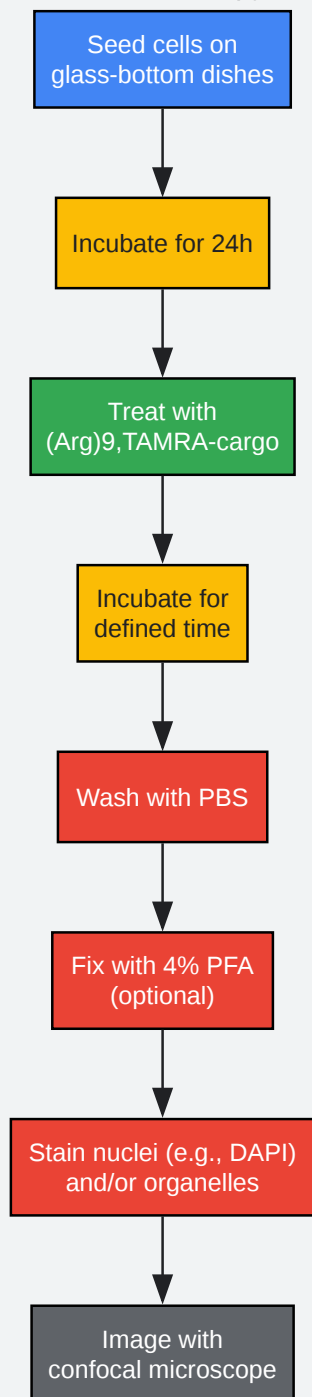 Seed cells on
glass-bottom dishes
Incubate for 24h
Treat with
(Arg)9,TAMRA-cargo
Incubate for
defined time
Wash with PBS
Fix with 4% PFA
(optional)
Stain nuclei (e.g., DAPI)
and/or organelles
Image with
confocal microscope